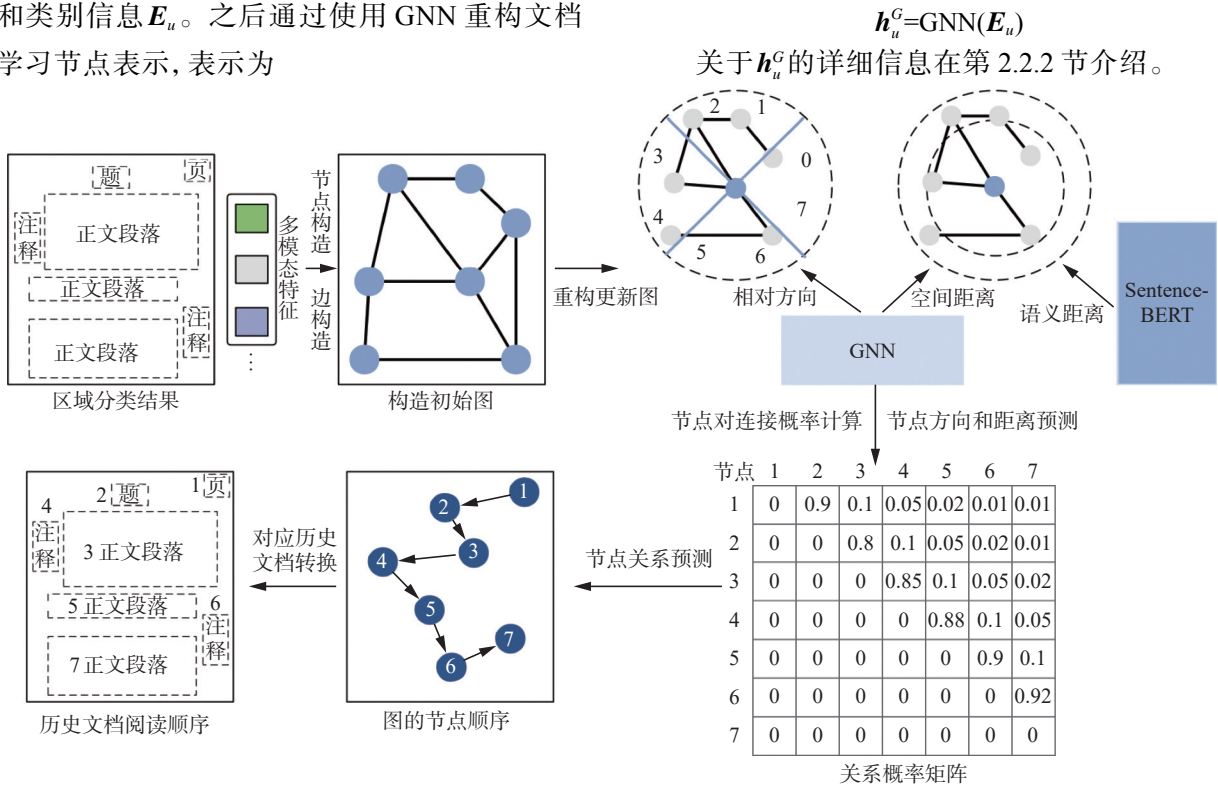 和类别信息E_u。之后通过使用 GNN 重构文档
学习节点表示, 表示为
h_u^G=GNN(E_u)
关于h_u^G的详细信息在第 2.2.2 节介绍。
页
题
注释
正文段落
正文段落
注释
正文段落
区域分类结果
多模态特征
⋮
节点构造
边构造
构造初始图
重构更新图
2 1
3 0
4 7
5 6
相对方向
空间距离
语义距离
Sentence-
BERT
GNN
节点对连接概率计算
节点方向和距离预测
节点 1 2 3 4 5 6 7
1 0 0.9 0.1 0.05 0.02 0.01 0.01
2 0 0 0.8 0.1 0.05 0.02 0.01
3 0 0 0 0.85 0.1 0.05 0.02
4 0 0 0 0 0.88 0.1 0.05
5 0 0 0 0 0 0.9 0.1
6 0 0 0 0 0 0 0.92
7 0 0 0 0 0 0 0
关系概率矩阵
节点关系预测
1
2
3
4
5
6
7
图的节点顺序
对应历史
文档转换
1 页
2 题
4
注释
3 正文段落
5 正文段落
6
注释
7 正文段落
历史文档阅读顺序